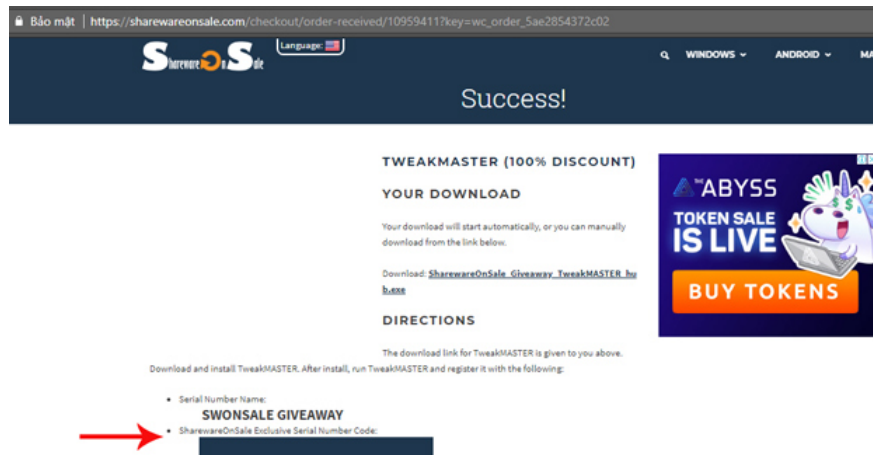 Bảo mật | https://sharewareonsale.com/checkout/order-received/10959411?key=wc_order_5ae2854372c02
SharewareOnSale
Language:
WINDOWS
ANDROID
MA
Success!
TWEAKMASTER (100% DISCOUNT)
YOUR DOWNLOAD
Your download will start automatically, or you can manually
download from the link below.
Download: SharewareOnSale_Giveaway_TweakMASTER_hu
b.exe
DIRECTIONS
The download link for TweakMASTER is given to you above.
Download and install TweakMASTER. After install, run TweakMASTER and register it with the following:
• Serial Number Name:
SWONSALE GIVEAWAY
• SharewareOnSale Exclusive Serial Number Code:
THE ABYSS
TOKEN SALE
IS LIVE
BUY TOKENS